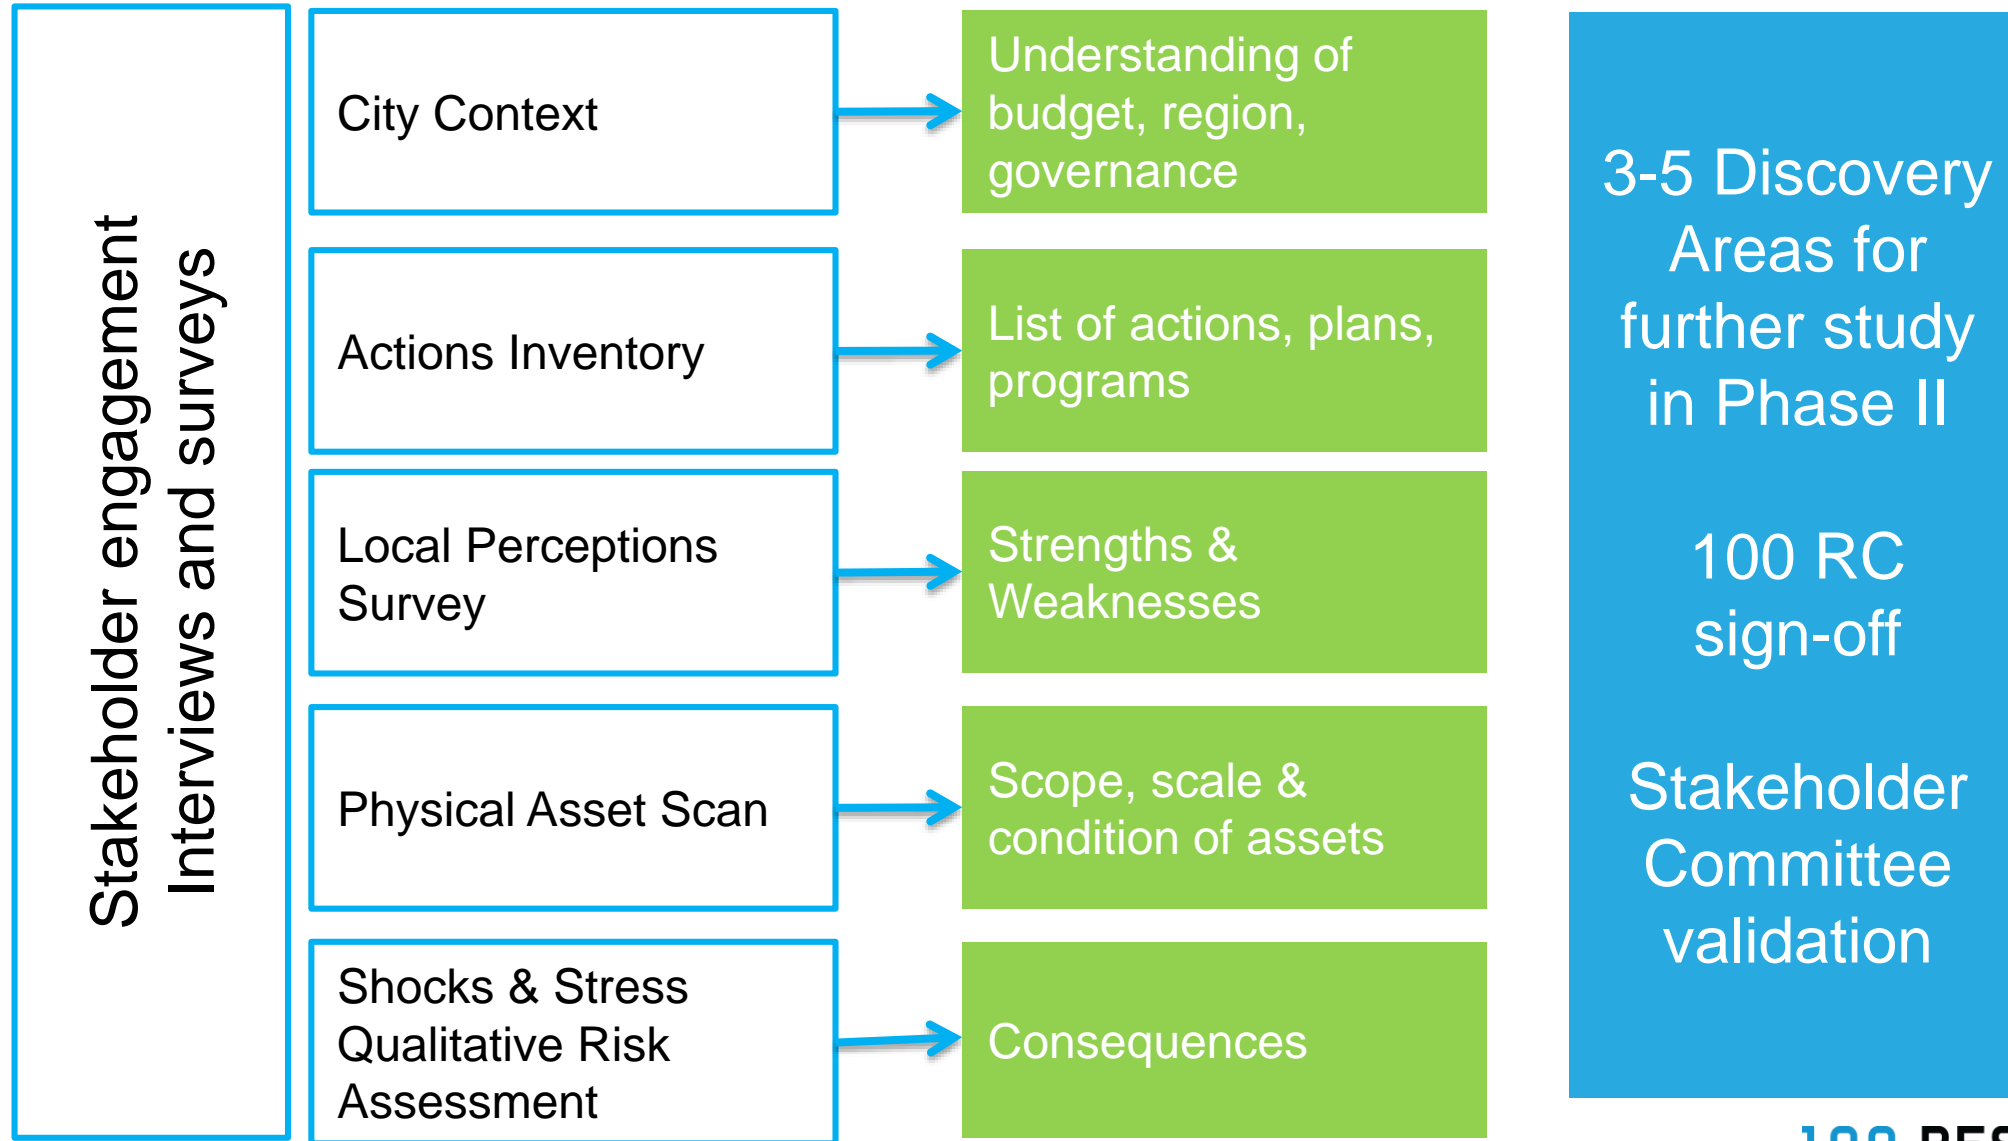 Stakeholder engagement
Interviews and surveys
City Context
Understanding of
budget, region,
governance
Actions Inventory
List of actions, plans,
programs
Local Perceptions
Survey
Strengths &
Weaknesses
Physical Asset Scan
Scope, scale &
condition of assets
Shocks & Stress
Qualitative Risk
Assessment
Consequences
3-5 Discovery
Areas for
further study
in Phase II
100 RC
sign-off
Stakeholder
Committee
validation